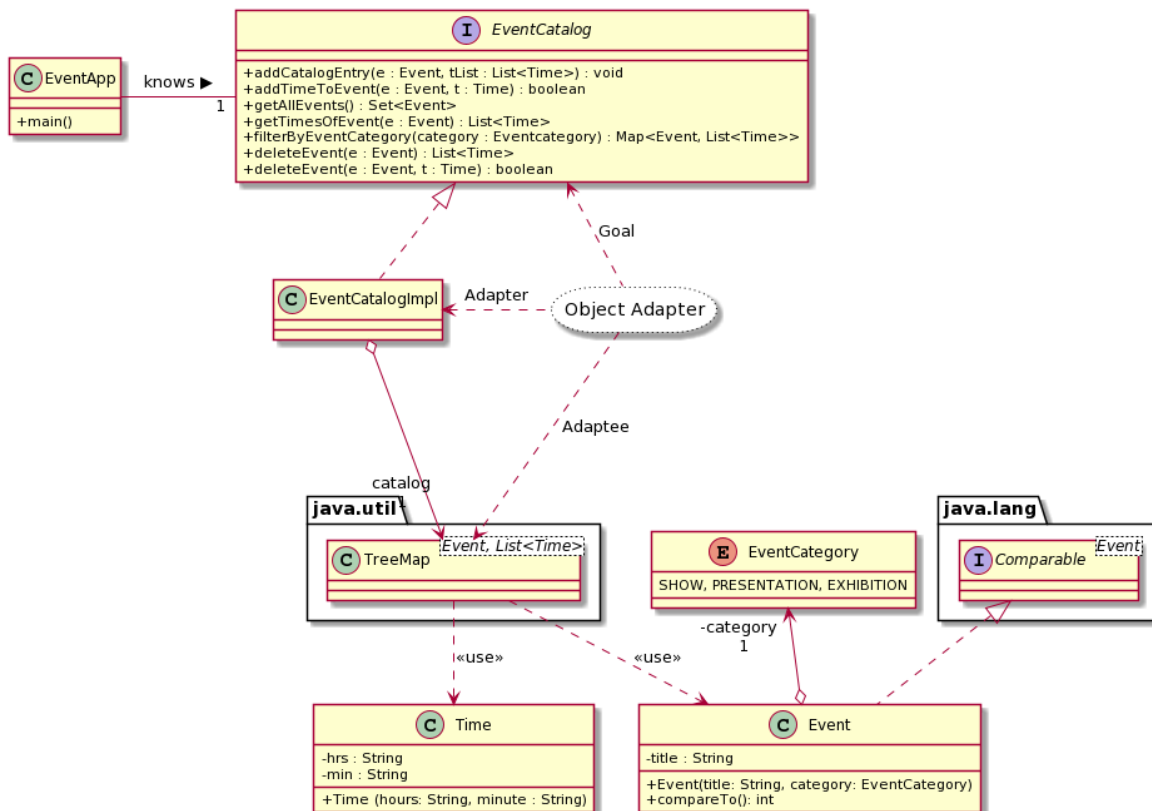 I EventCatalog
+addCatalogEntry(e : Event, tList : List<Time>) : void
+addTimeToEvent(e : Event, t : Time) : boolean
+getAllEvents() : Set<Event>
+getTimesOfEvent(e : Event) : List<Time>
+filterByEventCategory(category : Eventcategory) : Map<Event, List<Time>>
+deleteEvent(e : Event) : List<Time>
+deleteEvent(e : Event, t : Time) : boolean
C EventApp
+main()
knows ▶
1
Goal
C EventCatalogImpl
Adapter
Object Adapter
Adaptee
catalog
1
java.util
C TreeMap
Event, List<Time>
E EventCategory
SHOW, PRESENTATION, EXHIBITION
java.lang
I Comparable
Event
-category
1
«use»
«use»
C Time
-hrs : String
-min : String
+Time (hours: String, minute : String)
C Event
-title : String
+Event(title: String, category: EventCategory)
+compareTo(): int